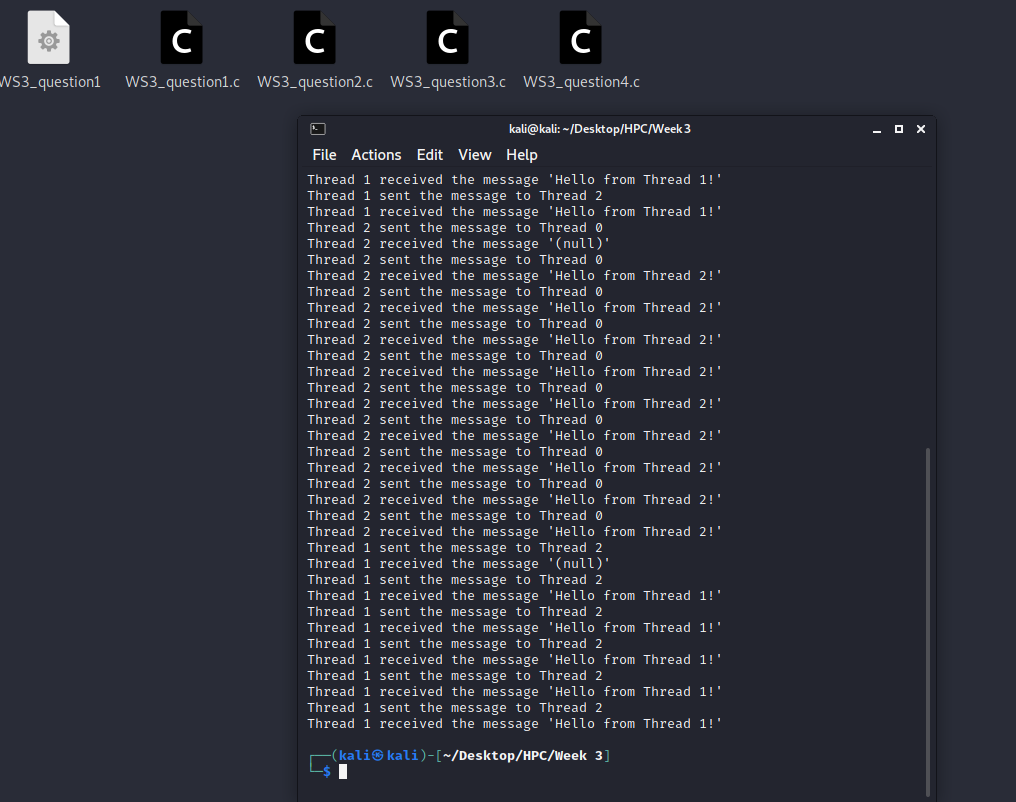 WS3_question1
WS3_question1.c
WS3_question2.c
WS3_question3.c
WS3_question4.c
kali@kali: ~/Desktop/HPC/Week 3
File Actions Edit View Help
Thread 1 received the message 'Hello from Thread 1!'
Thread 1 sent the message to Thread 2
Thread 1 received the message 'Hello from Thread 1!'
Thread 2 sent the message to Thread 0
Thread 2 received the message '(null)'
Thread 2 sent the message to Thread 0
Thread 2 received the message 'Hello from Thread 2!'
Thread 2 sent the message to Thread 0
Thread 2 received the message 'Hello from Thread 2!'
Thread 2 sent the message to Thread 0
Thread 2 received the message 'Hello from Thread 2!'
Thread 2 sent the message to Thread 0
Thread 2 received the message 'Hello from Thread 2!'
Thread 2 sent the message to Thread 0
Thread 2 received the message 'Hello from Thread 2!'
Thread 2 sent the message to Thread 0
Thread 2 received the message 'Hello from Thread 2!'
Thread 2 sent the message to Thread 0
Thread 2 received the message 'Hello from Thread 2!'
Thread 2 sent the message to Thread 0
Thread 2 received the message 'Hello from Thread 2!'
Thread 2 sent the message to Thread 0
Thread 2 received the message 'Hello from Thread 2!'
Thread 1 sent the message to Thread 2
Thread 1 received the message '(null)'
Thread 1 sent the message to Thread 2
Thread 1 received the message 'Hello from Thread 1!'
Thread 1 sent the message to Thread 2
Thread 1 received the message 'Hello from Thread 1!'
Thread 1 sent the message to Thread 2
Thread 1 received the message 'Hello from Thread 1!'
Thread 1 sent the message to Thread 2
Thread 1 received the message 'Hello from Thread 1!'
Thread 1 sent the message to Thread 2
Thread 1 received the message 'Hello from Thread 1!'
┌──(kali㉿kali)-[~/Desktop/HPC/Week 3]
└─$